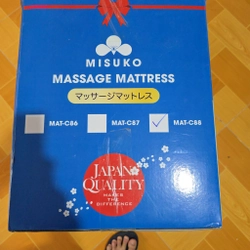 MISUKO
MASSAGE MATTRESS
マッサージマットレス
MAT-C86 MAT-C87 MAT-C88
JAPAN
QUALITY
MAKES
THE
DIFFERENCE